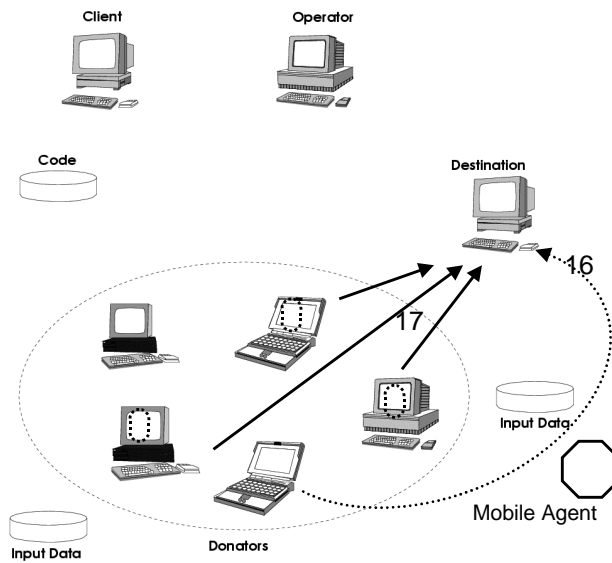 Client
Operator
Code
Destination
16
17
Input Data
Mobile Agent
Input Data
Donators